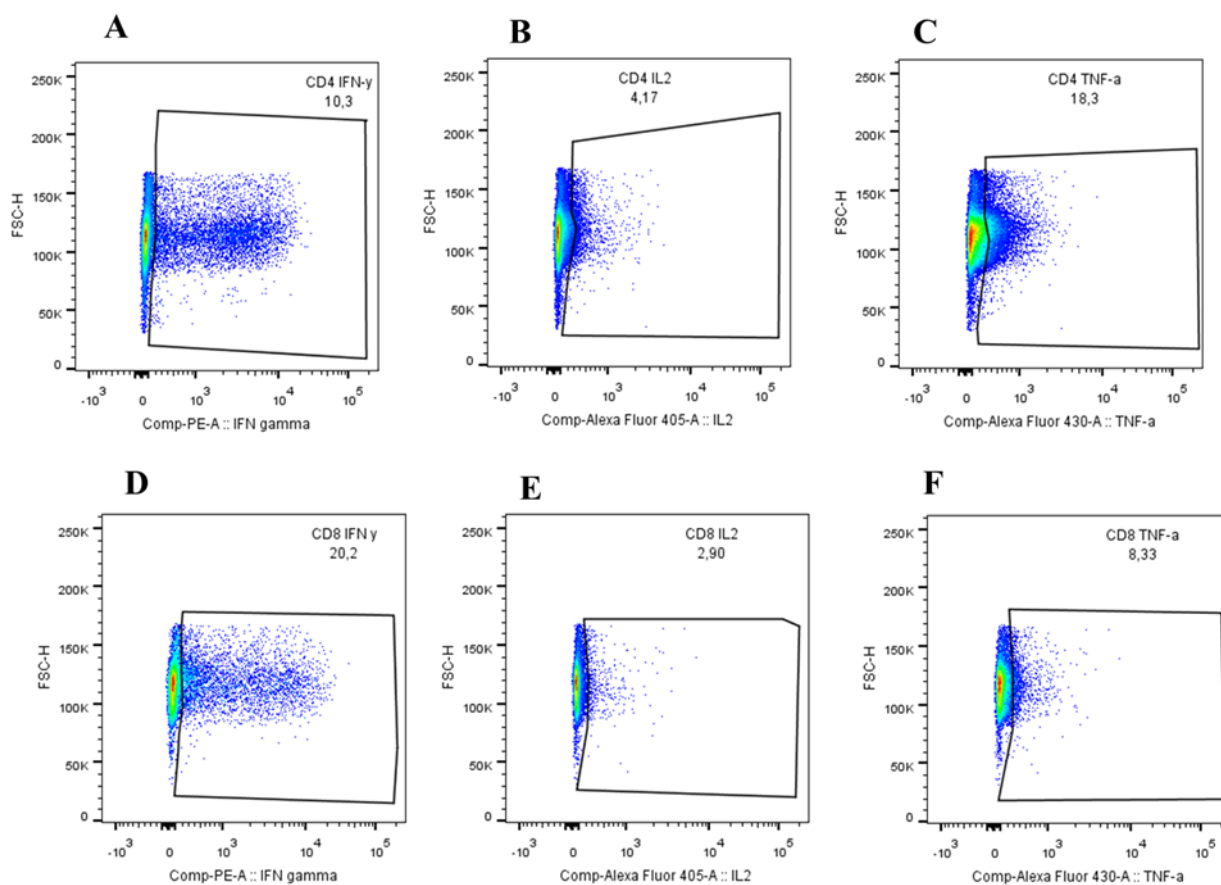 A
CD4 IFN-y
10,3
250K
200K
150K
100K
50K
0
FSC-H
-10³ 0 10³ 10⁴ 10⁵
Comp-PE-A :: IFN gamma
B
CD4 IL2
4,17
250K
200K
150K
100K
50K
0
FSC-H
-10³ 0 10³ 10⁴ 10⁵
Comp-Alexa Fluor 405-A :: IL2
C
CD4 TNF-a
18,3
250K
200K
150K
100K
50K
0
FSC-H
-10³ 0 10³ 10⁴ 10⁵
Comp-Alexa Fluor 430-A :: TNF-a
D
CD8 IFN y
20,2
250K
200K
150K
100K
50K
0
FSC-H
-10³ 0 10³ 10⁴ 10⁵
Comp-PE-A :: IFN gamma
E
CD8 IL2
2,90
250K
200K
150K
100K
50K
0
FSC-H
-10³ 0 10³ 10⁴ 10⁵
Comp-Alexa Fluor 405-A :: IL2
F
CD8 TNF-a
8,33
250K
200K
150K
100K
50K
0
FSC-H
-10³ 0 10³ 10⁴ 10⁵
Comp-Alexa Fluor 430-A :: TNF-a